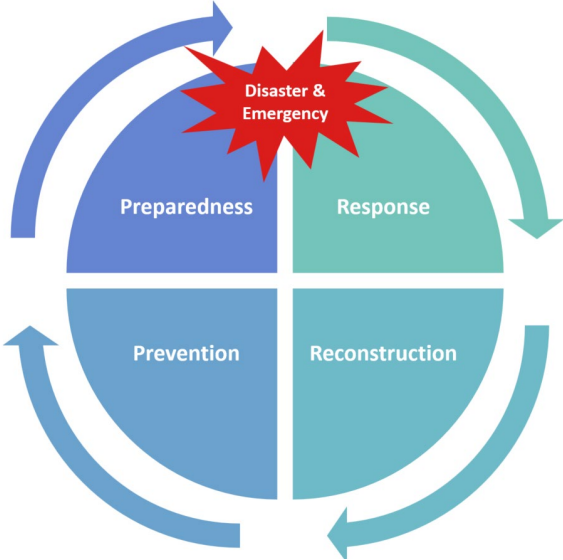 Disaster &
Emergency
Preparedness
Response
Prevention
Reconstruction